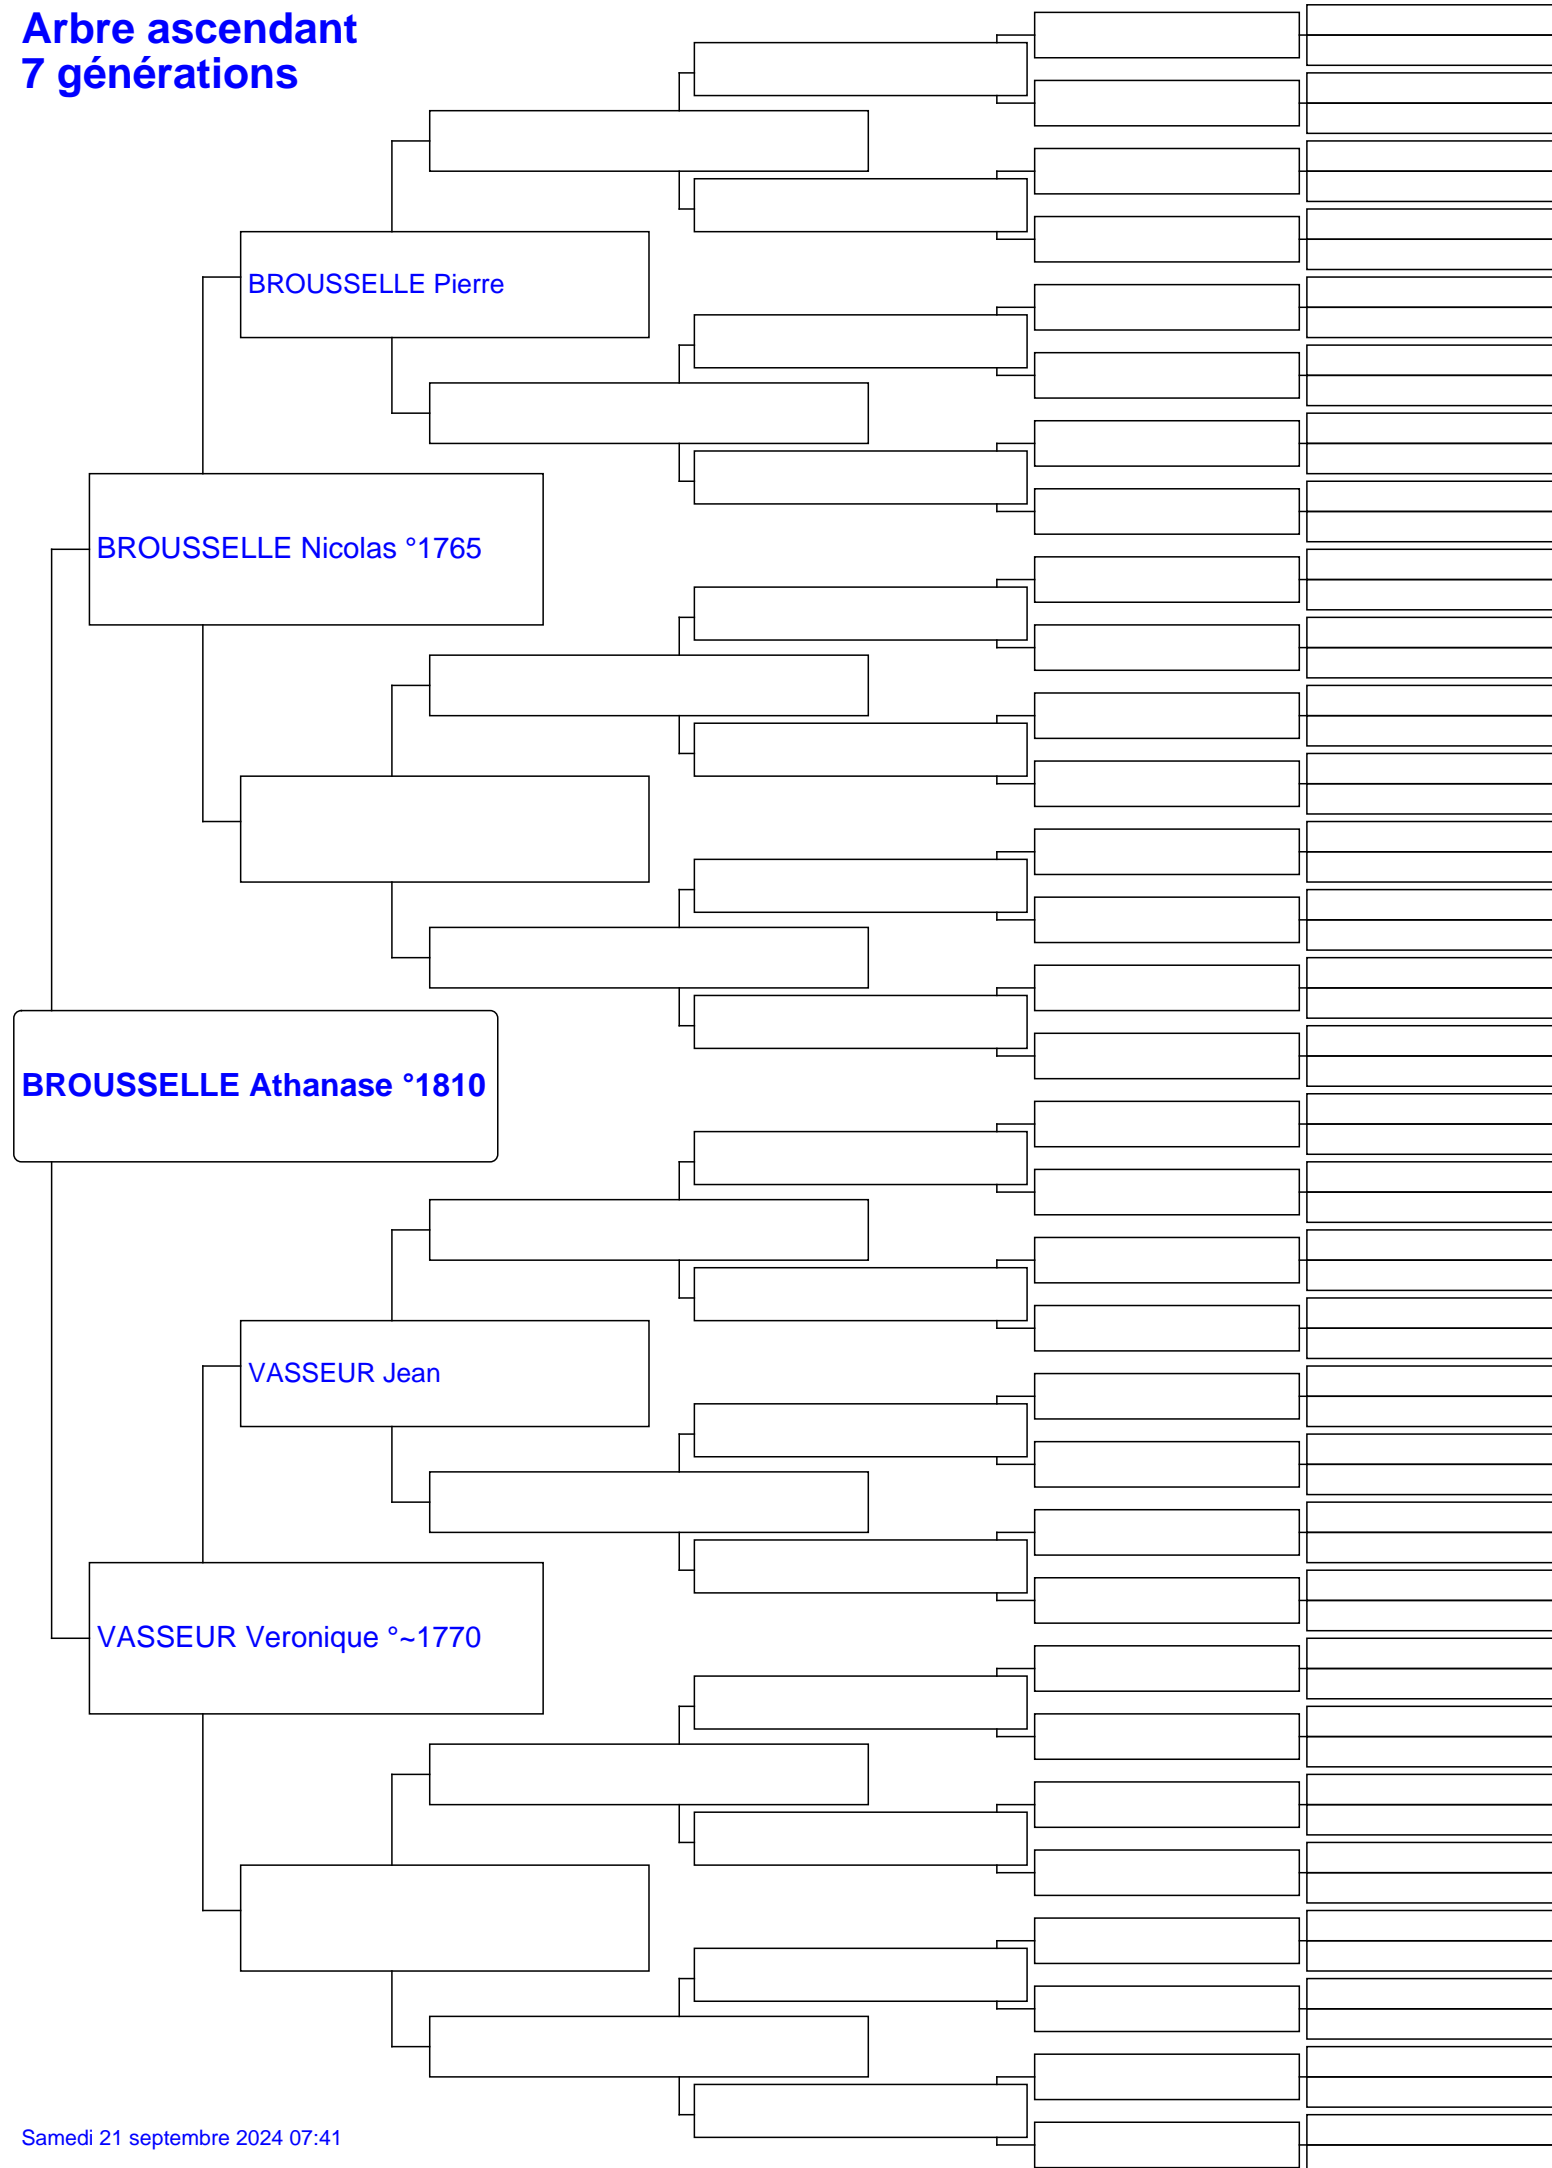 Arbre ascendant
7 générations
BROUSSELLE Pierre
BROUSSELLE Nicolas °1765
BROUSSELLE Athanase °1810
VASSEUR Jean
VASSEUR Veronique °~1770
Samedi 21 septembre 2024 07:41